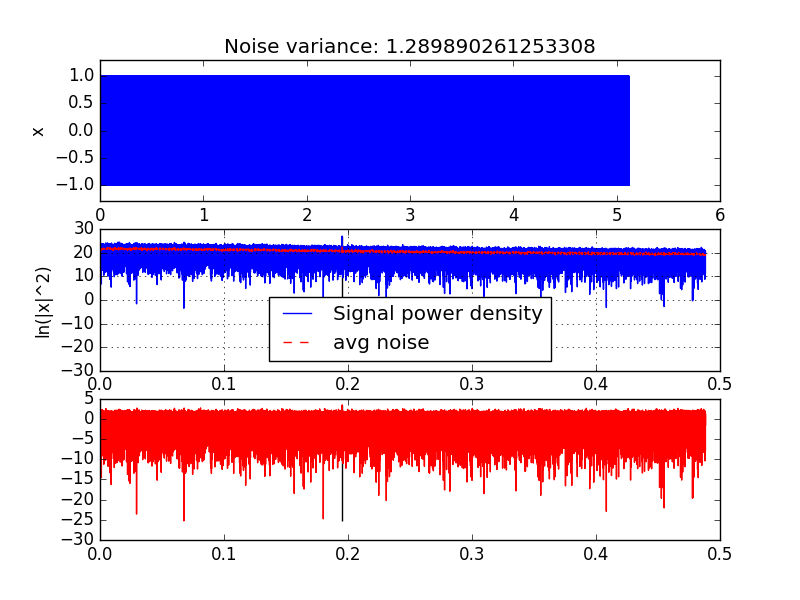 Noise variance: 1.289890261253308
x
1.0
0.5
0.0
−0.5
−1.0
0 1 2 3 4 5 6
ln(|x|^2)
30
20
10
0
−10
−20
−30
Signal power density
avg noise
0.0 0.1 0.2 0.3 0.4 0.5
5
0
−5
−10
−15
−20
−25
−30
0.0 0.1 0.2 0.3 0.4 0.5